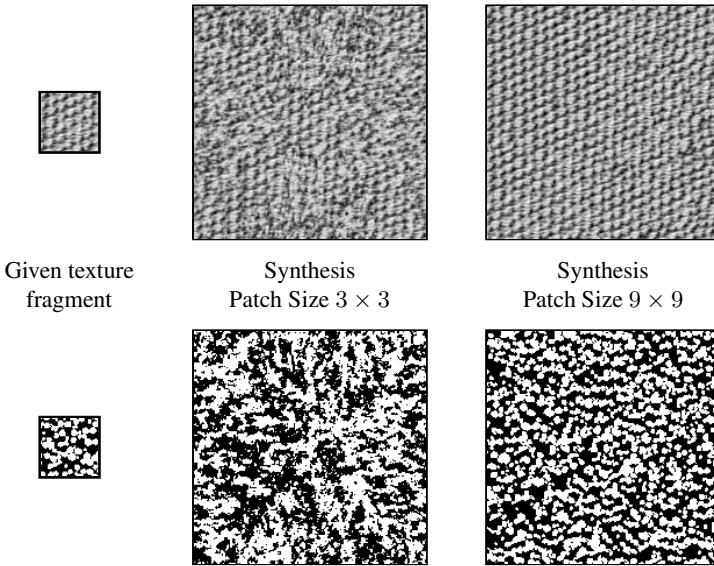 Given texture
fragment
Synthesis
Patch Size 3 × 3
Synthesis
Patch Size 9 × 9